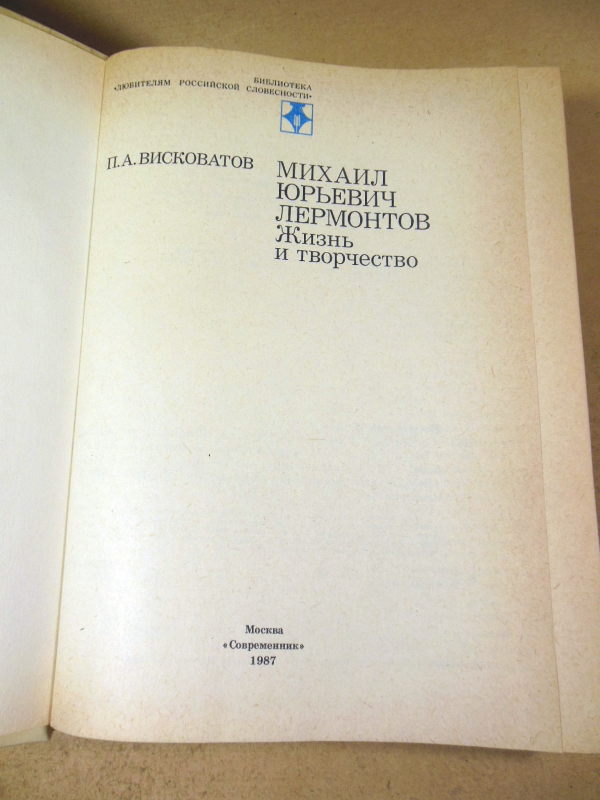 БИБЛИОТЕКА
«ЛЮБИТЕЛЯМ РОССИЙСКОЙ СЛОВЕСНОСТИ»
П. А. ВИСКОВАТОВ
МИХАИЛ
ЮРЬЕВИЧ
ЛЕРМОНТОВ
Жизнь
и творчество
Москва
«Современник»
1987